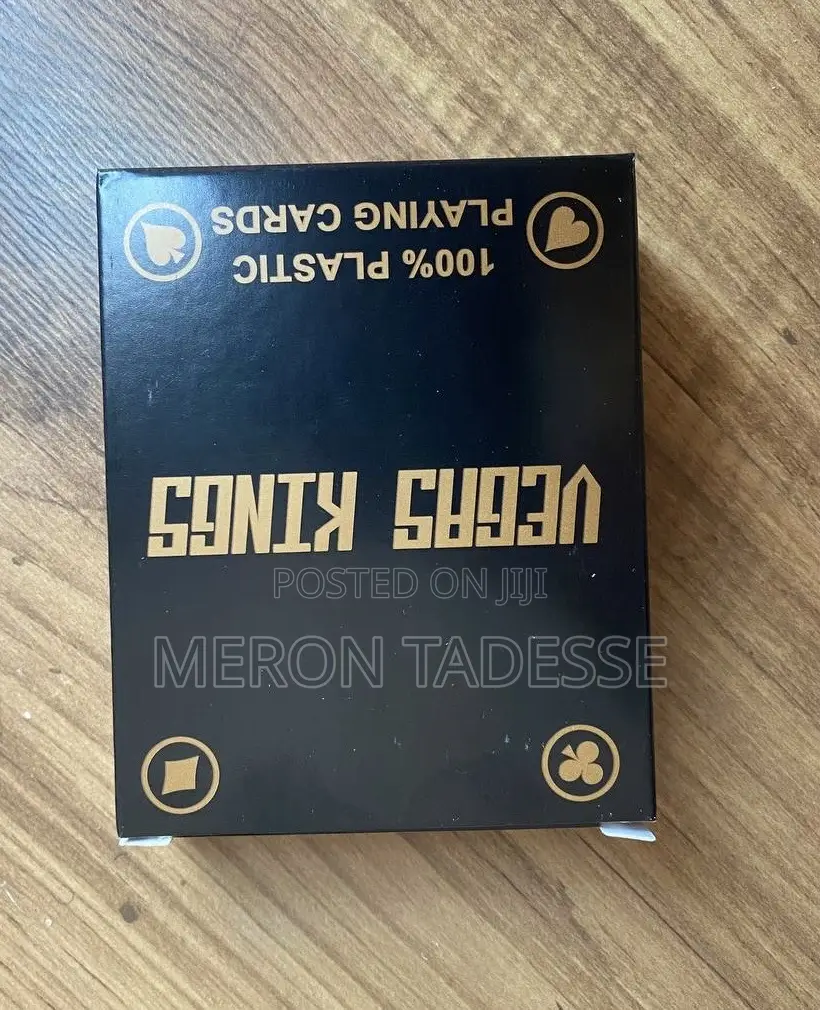 100% PLASTIC
PLAYING CARDS
VEGAS KINGS
POSTED ON JIJI
MERON TADESSE